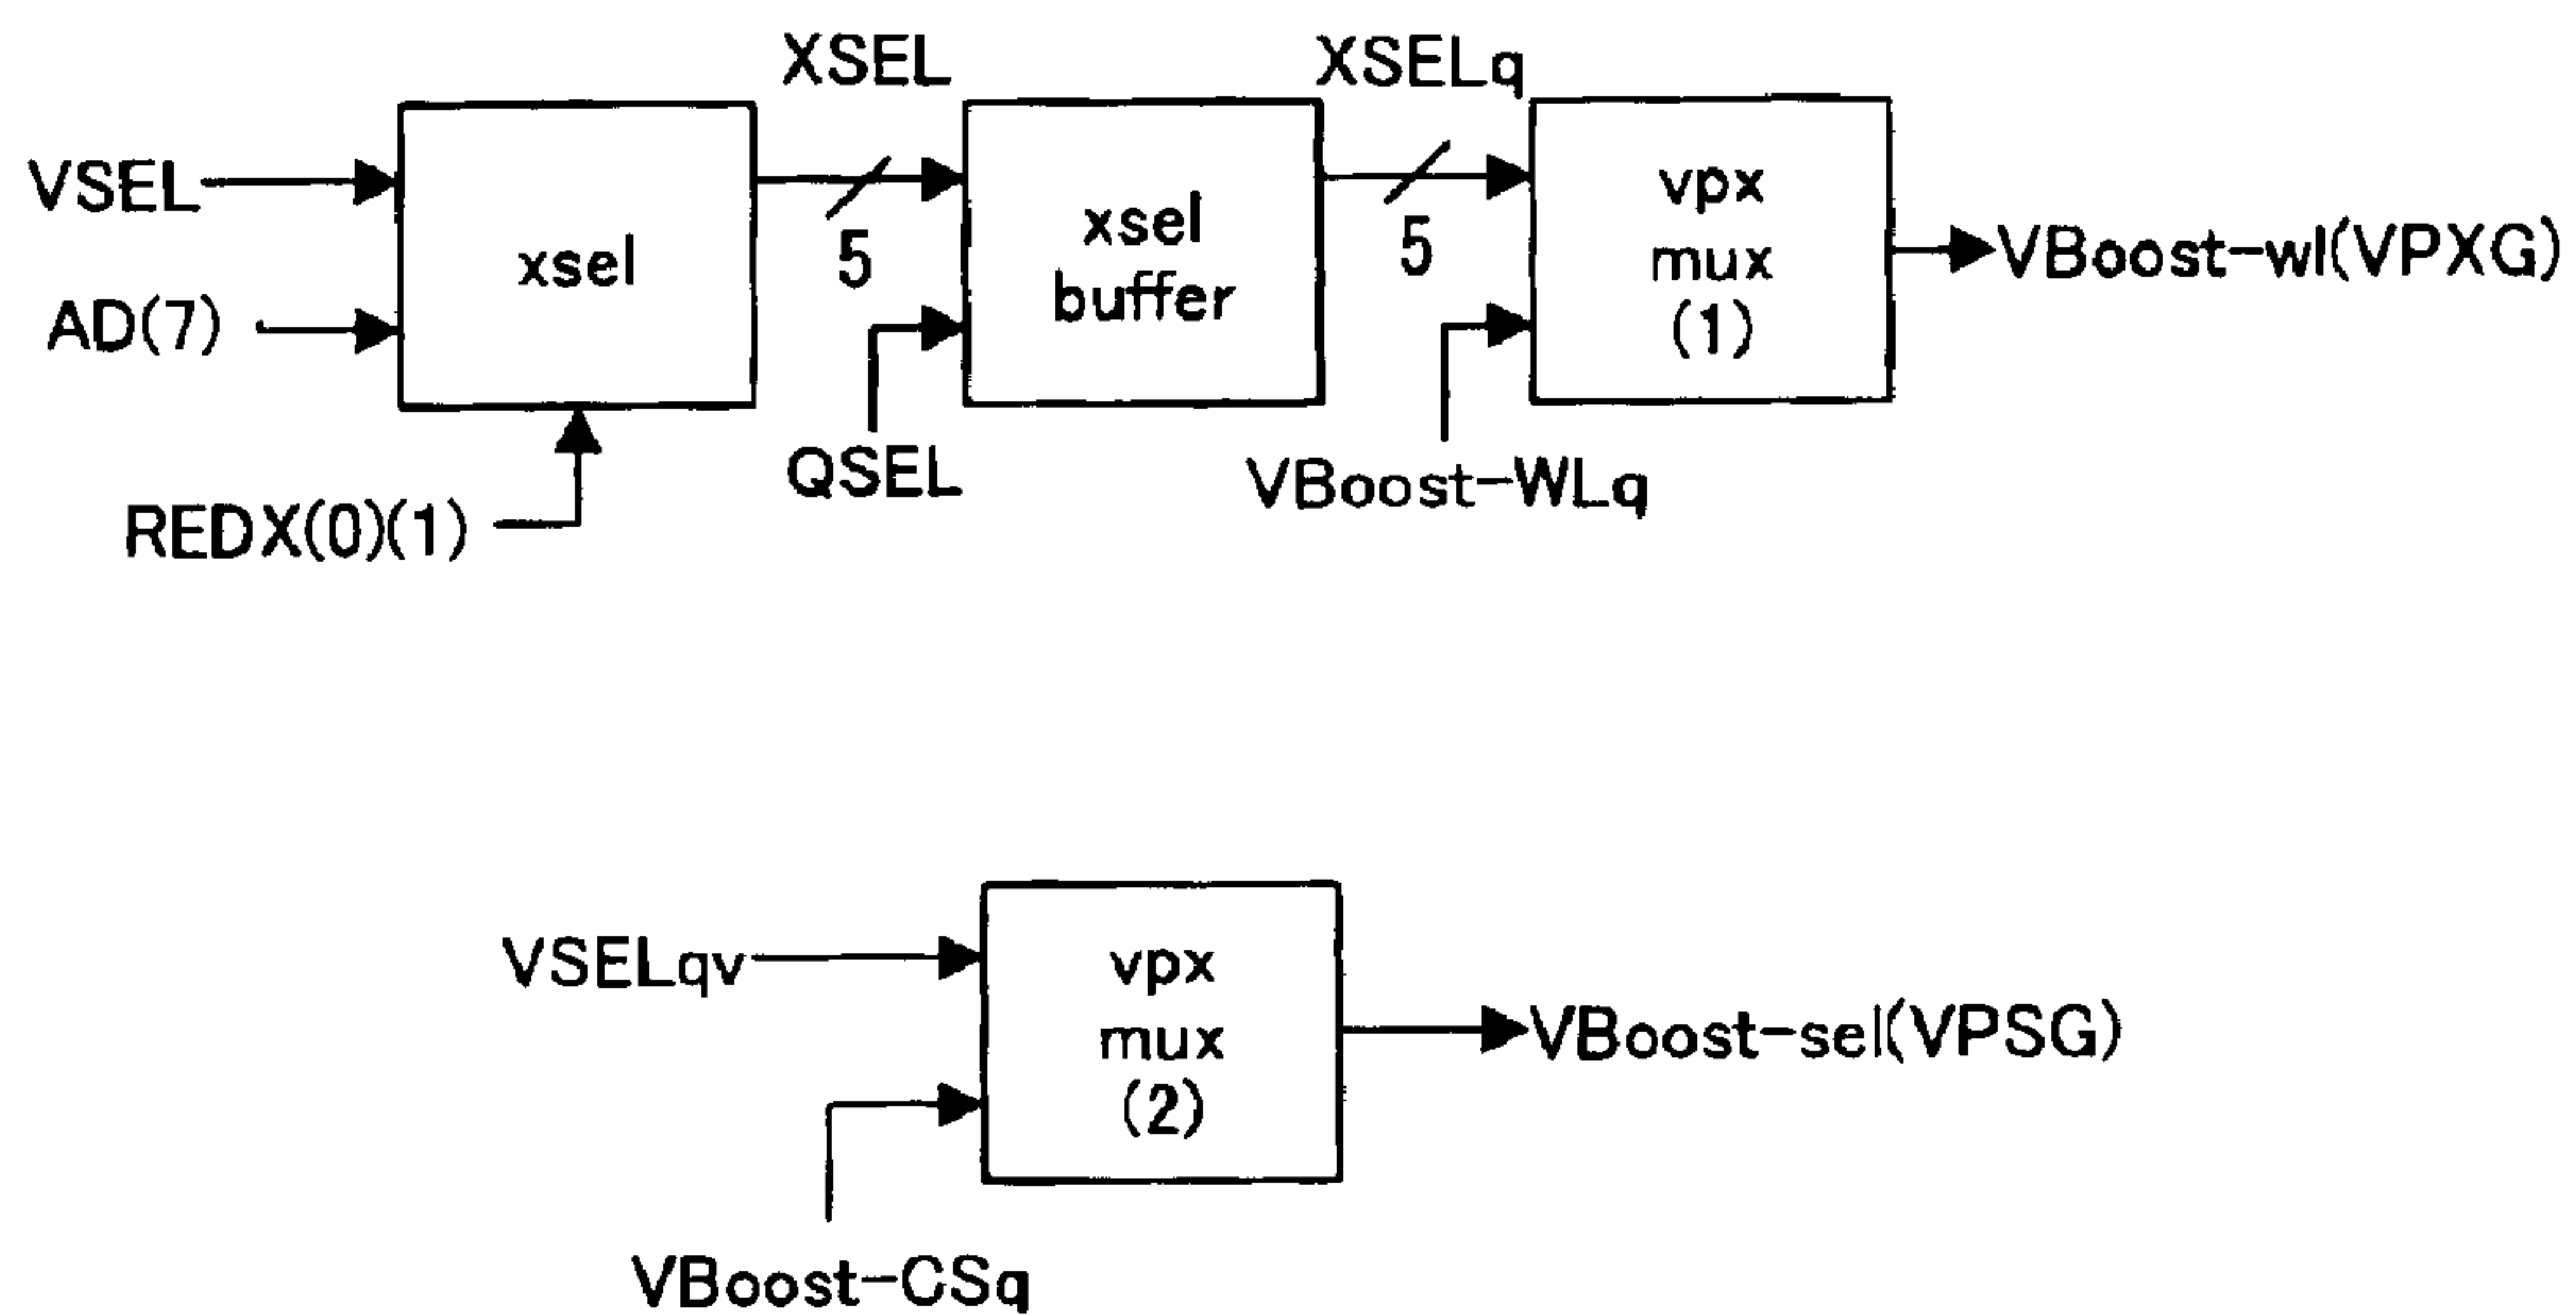 XSEL
XSELq
VSEL
AD(7)
xsel
5
xsel
buffer
5
vpx
mux
(1)
VBoost-wl(VPXG)
REDX(0)(1)
QSEL
VBoost-WLq
VSELqv
vpx
mux
(2)
VBoost-sel(VPSG)
VBoost-CSq